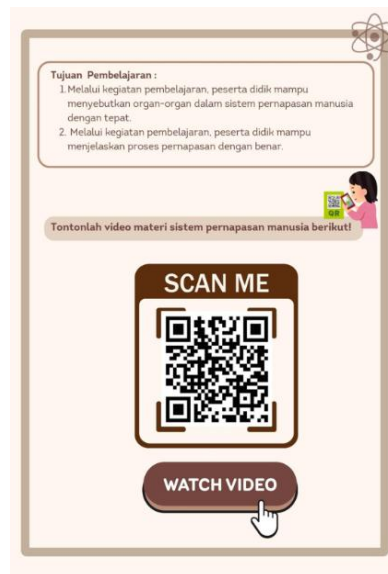 Tujuan Pembelajaran :
1. Melalui kegiatan pembelajaran, peserta didik mampu
menyebutkan organ-organ dalam sistem pernapasan manusia
dengan tepat.
2. Melalui kegiatan pembelajaran, peserta didik mampu
menjelaskan proses pernapasan dengan benar.
QR
Tontonlah video materi sistem pernapasan manusia berikut!
SCAN ME
WATCH VIDEO